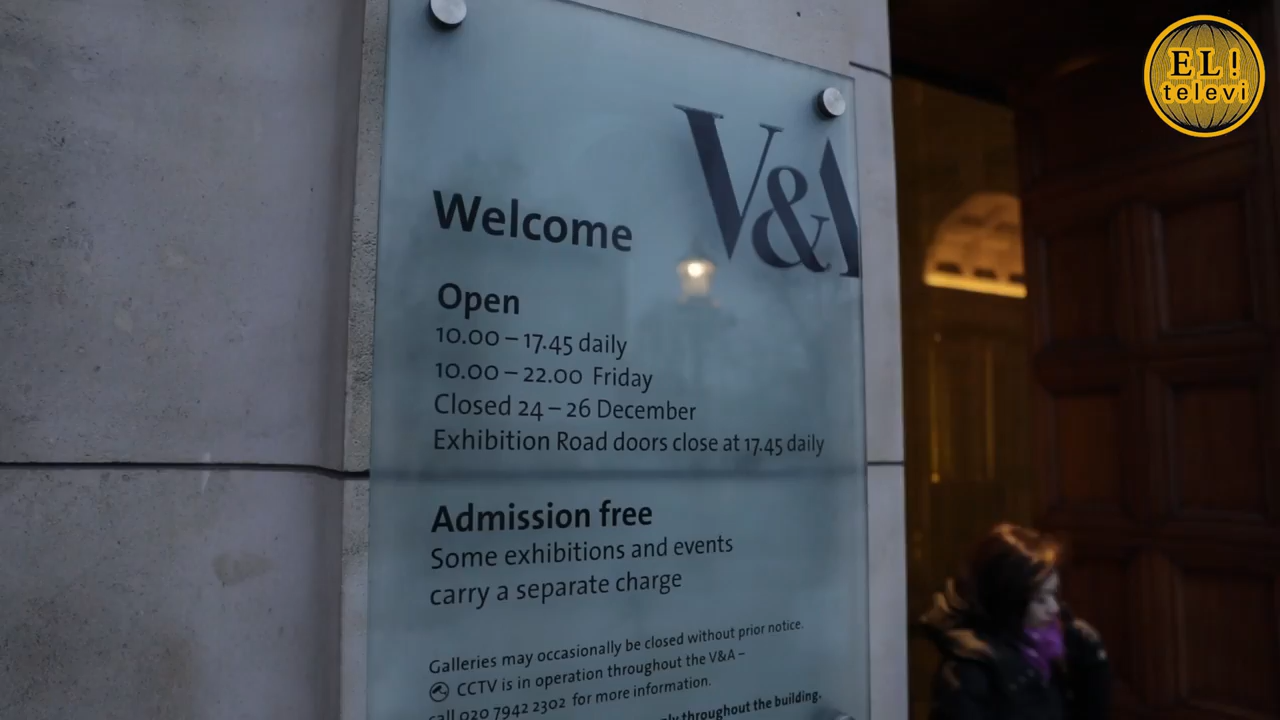 EL!
televi
V&A
Welcome
Open
10.00 – 17.45 daily
10.00 – 22.00 Friday
Closed 24 – 26 December
Exhibition Road doors close at 17.45 daily
Admission free
Some exhibitions and events
carry a separate charge
Galleries may occasionally be closed without prior notice.
CCTV is in operation throughout the V&A –
call 020 7942 2302 for more information.
throughout the building.